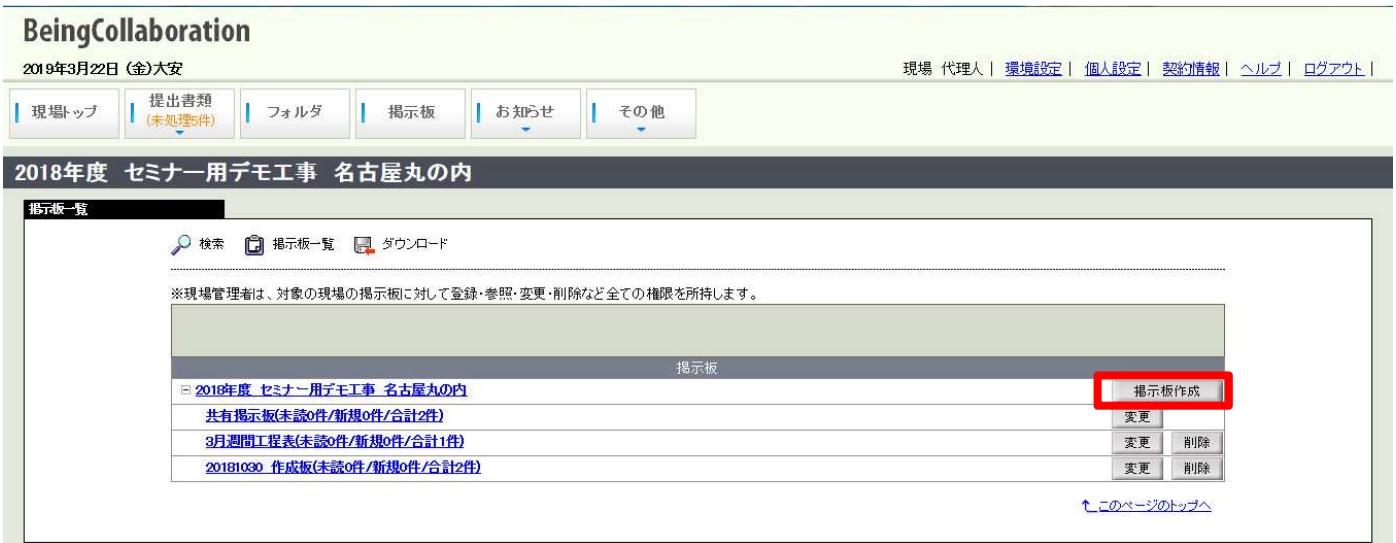 BeingCollaboration
2019年3月22日 (金)大安
現場 代理人 | 環境設定 | 個人設定 | 契約情報 | ヘルプ | ログアウト |
現場トップ 提出書類 フォルダ 掲示板 お知らせ その他
(未処理5件)
2018年度 セミナー用デモ工事 名古屋丸の内
掲示板一覧
検索 掲示板一覧 ダウンロード
※現場管理者は、対象の現場の掲示板に対して登録・参照・変更・削除など全ての権限を所持します。
掲示板
2018年度 セミナー用デモ工事 名古屋丸の内 掲示板作成
共有掲示板(未読0件/新規0件/合計2件) 変更
3月週間工程表(未読0件/新規0件/合計1件) 変更 削除
20181030 作成板(未読0件/新規0件/合計2件) 変更 削除
このページのトップへ